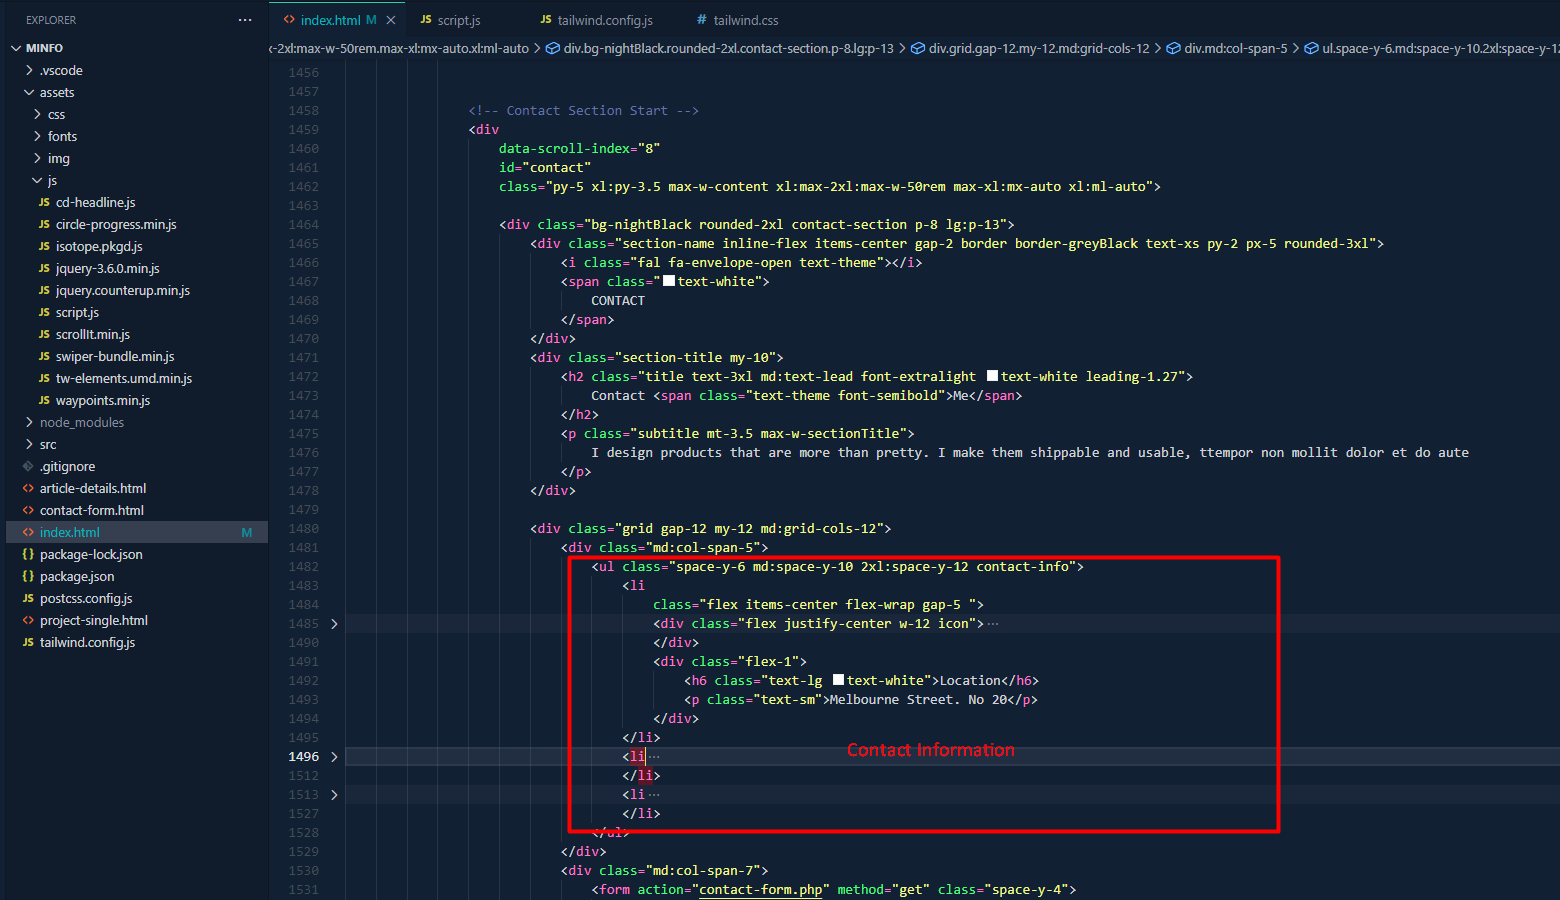 EXPLORER ···
MINFO
.vscode
assets
css
fonts
img
js
JS cd-headline.js
JS circle-progress.min.js
JS isotope.pkgd.js
JS jquery-3.6.0.min.js
JS jquery.counterup.min.js
JS script.js
JS scrollIt.min.js
JS swiper-bundle.min.js
JS tw-elements.umd.min.js
JS waypoints.min.js
node_modules
src
.gitignore
<> article-details.html
<> contact-form.html
<> index.html M
{} package-lock.json
{} package.json
JS postcss.config.js
<> project-single.html
JS tailwind.config.js
<> index.html M × JS script.js JS tailwind.config.js # tailwind.css
x-2xl:max-w-50rem.max-xl:mx-auto.xl:ml-auto > div.bg-nightBlack.rounded-2xl.contact-section.p-8.lg:p-13 > div.grid.gap-12.my-12.md:grid-cols-12 > div.md:col-span-5 > ul.space-y-6.md:space-y-10.2xl:space-y-12
1456
1457
1458 <!-- Contact Section Start -->
1459 <div
1460 data-scroll-index="8"
1461 id="contact"
1462 class="py-5 xl:py-3.5 max-w-content xl:max-2xl:max-w-50rem max-xl:mx-auto xl:ml-auto">
1463
1464 <div class="bg-nightBlack rounded-2xl contact-section p-8 lg:p-13">
1465 <div class="section-name inline-flex items-center gap-2 border border-greyBlack text-xs py-2 px-5 rounded-3xl">
1466 <i class="fal fa-envelope-open text-theme"></i>
1467 <span class="text-white">
1468 CONTACT
1469 </span>
1470 </div>
1471 <div class="section-title my-10">
1472 <h2 class="title text-3xl md:text-lead font-extralight text-white leading-1.27">
1473 Contact <span class="text-theme font-semibold">Me</span>
1474 </h2>
1475 <p class="subtitle mt-3.5 max-w-sectionTitle">
1476 I design products that are more than pretty. I make them shippable and usable, ttempor non mollit dolor et do aute
1477 </p>
1478 </div>
1479
1480 <div class="grid gap-12 my-12 md:grid-cols-12">
1481 <div class="md:col-span-5">
1482 <ul class="space-y-6 md:space-y-10 2xl:space-y-12 contact-info">
1483 <li
1484 class="flex items-center flex-wrap gap-5 ">
1485 <div class="flex justify-center w-12 icon">···
1490 </div>
1491 <div class="flex-1">
1492 <h6 class="text-lg text-white">Location</h6>
1493 <p class="text-sm">Melbourne Street. No 20</p>
1494 </div>
1495 </li>
1496 <li···
Contact Information
1512 </li>
1513 <li···
1527 </li>
1528 </ul>
1529 </div>
1530 <div class="md:col-span-7">
1531 <form action="contact-form.php" method="get" class="space-y-4">